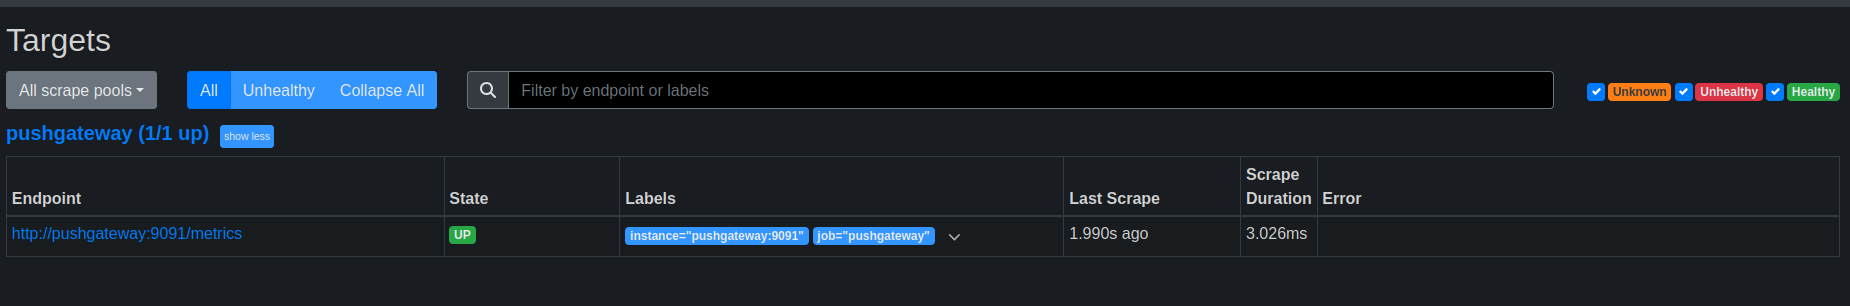 Targets
All scrape pools All Unhealthy Collapse All Filter by endpoint or labels Unknown Unhealthy Healthy
pushgateway (1/1 up) show less
Endpoint State Labels Last Scrape Scrape Duration Error
http://pushgateway:9091/metrics UP instance="pushgateway:9091" job="pushgateway" 1.990s ago 3.026ms